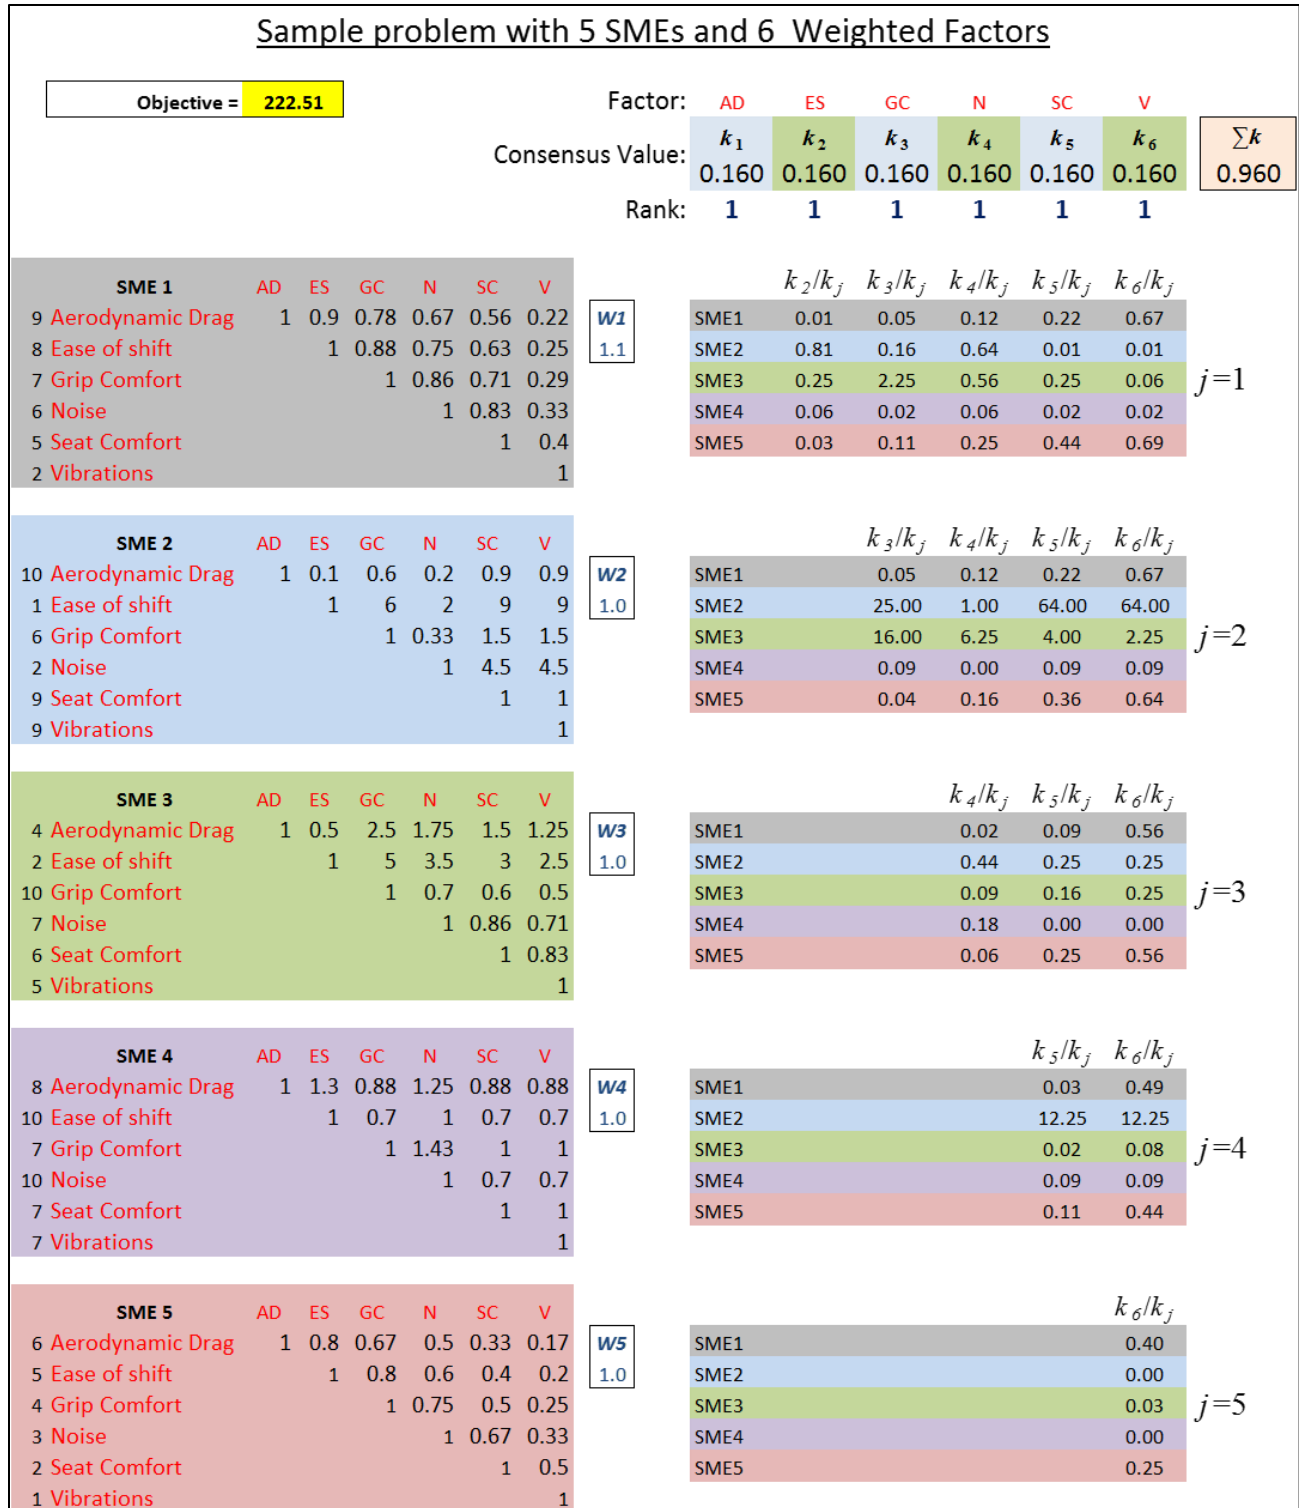 Sample problem with 5 SMEs and 6 Weighted Factors
Objective = 222.51
Factor: AD ES GC N SC V
k1 k2 k3 k4 k5 k6 ∑k
Consensus Value: 0.160 0.160 0.160 0.160 0.160 0.160 0.960
Rank: 1 1 1 1 1 1
SME 1 AD ES GC N SC V
9 Aerodynamic Drag 1 0.9 0.78 0.67 0.56 0.22
8 Ease of shift 1 0.88 0.75 0.63 0.25
7 Grip Comfort 1 0.86 0.71 0.29
6 Noise 1 0.83 0.33
5 Seat Comfort 1 0.4
2 Vibrations 1
W1
1.1
k2/kj k3/kj k4/kj k5/kj k6/kj
SME1 0.01 0.05 0.12 0.22 0.67
SME2 0.81 0.16 0.64 0.01 0.01
SME3 0.25 2.25 0.56 0.25 0.06
SME4 0.06 0.02 0.06 0.02 0.02
SME5 0.03 0.11 0.25 0.44 0.69
j=1
SME 2 AD ES GC N SC V
10 Aerodynamic Drag 1 0.1 0.6 0.2 0.9 0.9
1 Ease of shift 1 6 2 9 9
6 Grip Comfort 1 0.33 1.5 1.5
2 Noise 1 4.5 4.5
9 Seat Comfort 1 1
9 Vibrations 1
W2
1.0
k3/kj k4/kj k5/kj k6/kj
SME1 0.05 0.12 0.22 0.67
SME2 25.00 1.00 64.00 64.00
SME3 16.00 6.25 4.00 2.25
SME4 0.09 0.00 0.09 0.09
SME5 0.04 0.16 0.36 0.64
j=2
SME 3 AD ES GC N SC V
4 Aerodynamic Drag 1 0.5 2.5 1.75 1.5 1.25
2 Ease of shift 1 5 3.5 3 2.5
10 Grip Comfort 1 0.7 0.6 0.5
7 Noise 1 0.86 0.71
6 Seat Comfort 1 0.83
5 Vibrations 1
W3
1.0
k4/kj k5/kj k6/kj
SME1 0.02 0.09 0.56
SME2 0.44 0.25 0.25
SME3 0.09 0.16 0.25
SME4 0.18 0.00 0.00
SME5 0.06 0.25 0.56
j=3
SME 4 AD ES GC N SC V
8 Aerodynamic Drag 1 1.3 0.88 1.25 0.88 0.88
10 Ease of shift 1 0.7 1 0.7 0.7
7 Grip Comfort 1 1.43 1 1
10 Noise 1 0.7 0.7
7 Seat Comfort 1 1
7 Vibrations 1
W4
1.0
k5/kj k6/kj
SME1 0.03 0.49
SME2 12.25 12.25
SME3 0.02 0.08
SME4 0.09 0.09
SME5 0.11 0.44
j=4
SME 5 AD ES GC N SC V
6 Aerodynamic Drag 1 0.8 0.67 0.5 0.33 0.17
5 Ease of shift 1 0.8 0.6 0.4 0.2
4 Grip Comfort 1 0.75 0.5 0.25
3 Noise 1 0.67 0.33
2 Seat Comfort 1 0.5
1 Vibrations 1
W5
1.0
k6/kj
SME1 0.40
SME2 0.00
SME3 0.03
SME4 0.00
SME5 0.25
j=5